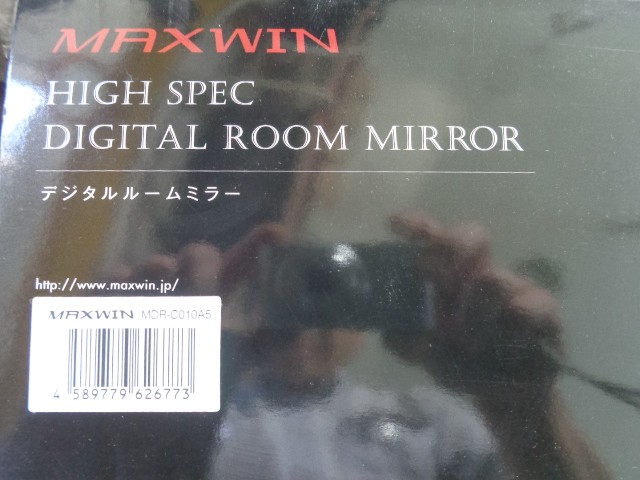 MAXWIN
HIGH SPEC
DIGITAL ROOM MIRROR
デジタルルームミラー
http://www.maxwin.jp/
MAXWIN MDR-C010A5
4 589779 626773